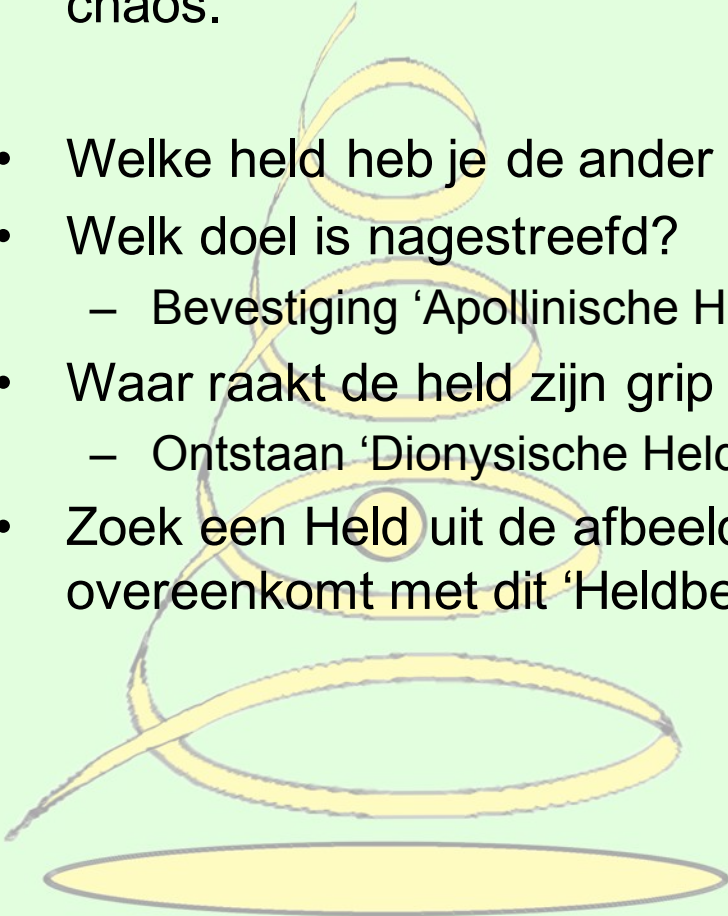 chaos.
• Welke held heb je de ander
• Welk doel is nagestreefd?
– Bevestiging ‘Apollinische H
• Waar raakt de held zijn grip
– Ontstaan ‘Dionysische Held
• Zoek een Held uit de afbeeld
overeenkomt met dit ‘Heldbe